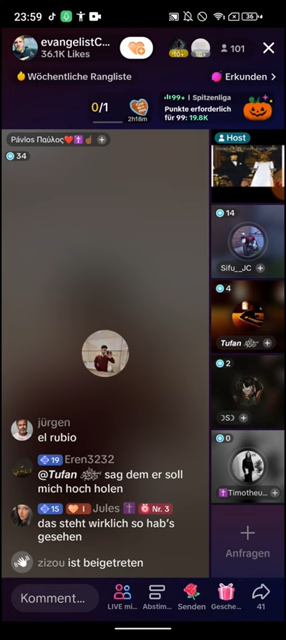 23:59
36
evangelistC...
36.1K Likes
101
Wöchentliche Rangliste
Erkunden >
0/1
2h18m
99+ | Spitzenliga
Punkte erforderlich
für 99: 19.8K
Pávlos Παύλος
34
Host
14
Sifu__JC
4
Tufan
2
0
Timotheu...
jürgen
el rubio
19 Eren3232
@Tufan sag dem er soll
mich hoch holen
15 I Jules Nr. 3
das steht wirklich so hab's
gesehen
zizou ist beigetreten
Anfragen
Komment...
LIVE mi...
Abstim...
Senden
Gesche...
41